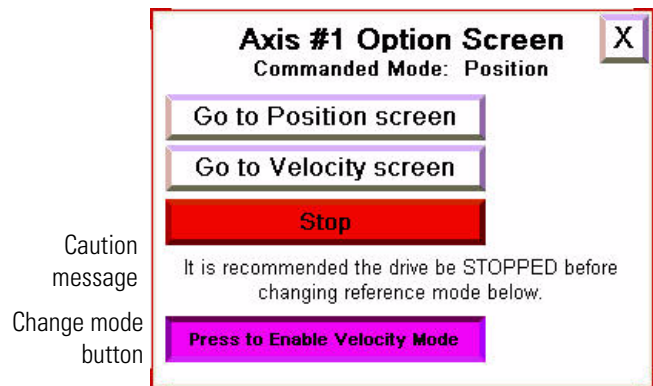 Axis #1 Option Screen
X
Commanded Mode: Position
Go to Position screen
Go to Velocity screen
Stop
Caution
message
It is recommended the drive be STOPPED before
changing reference mode below.
Change mode
button
Press to Enable Velocity Mode